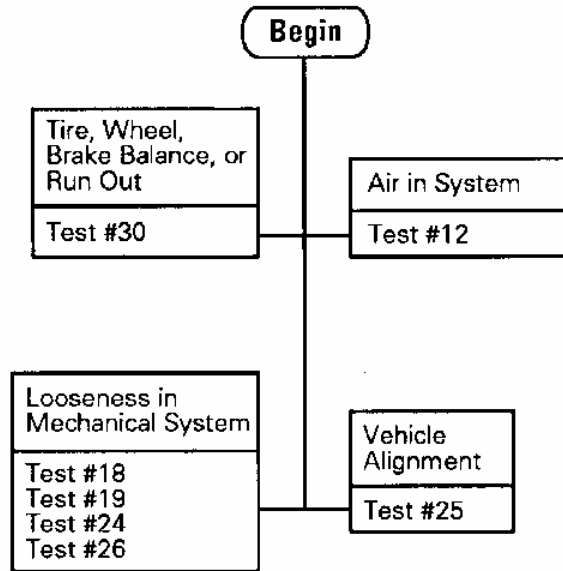 Begin
Tire, Wheel,
Brake Balance, or
Run Out
Test #30
Air in System
Test #12
Looseness in
Mechanical System
Test #18
Test #19
Test #24
Test #26
Vehicle
Alignment
Test #25